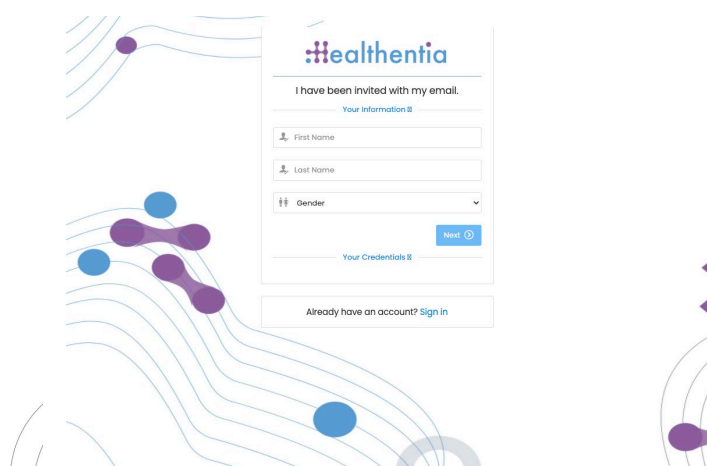 Healthentia
I have been invited with my email.
Your Information
First Name
Last Name
Gender
Next
Your Credentials
Already have an account? Sign in